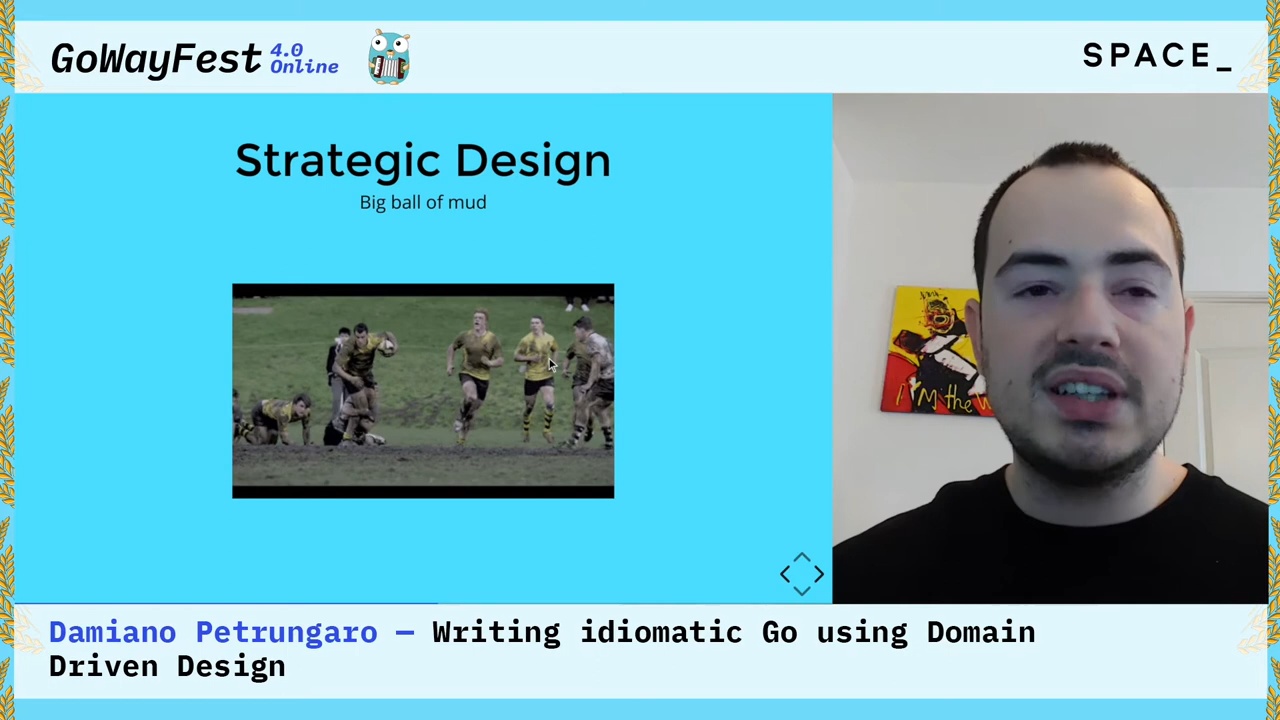 GoWayFest 4.0
Online
SPACE_
Strategic Design
Big ball of mud
I'M the
Damiano Petrungaro — Writing idiomatic Go using Domain
Driven Design